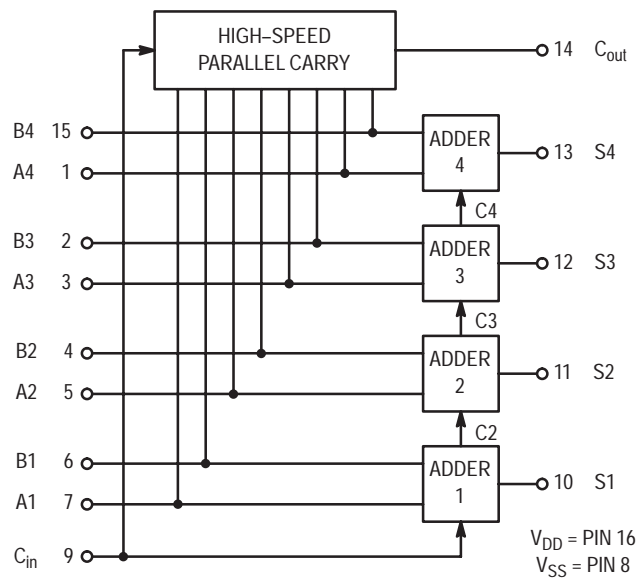 HIGH–SPEED
PARALLEL CARRY
14 Cout
B4 15
A4 1
ADDER
4
13 S4
C4
B3 2
A3 3
ADDER
3
12 S3
C3
B2 4
A2 5
ADDER
2
11 S2
C2
B1 6
A1 7
ADDER
1
10 S1
Cin 9
VDD = PIN 16
VSS = PIN 8